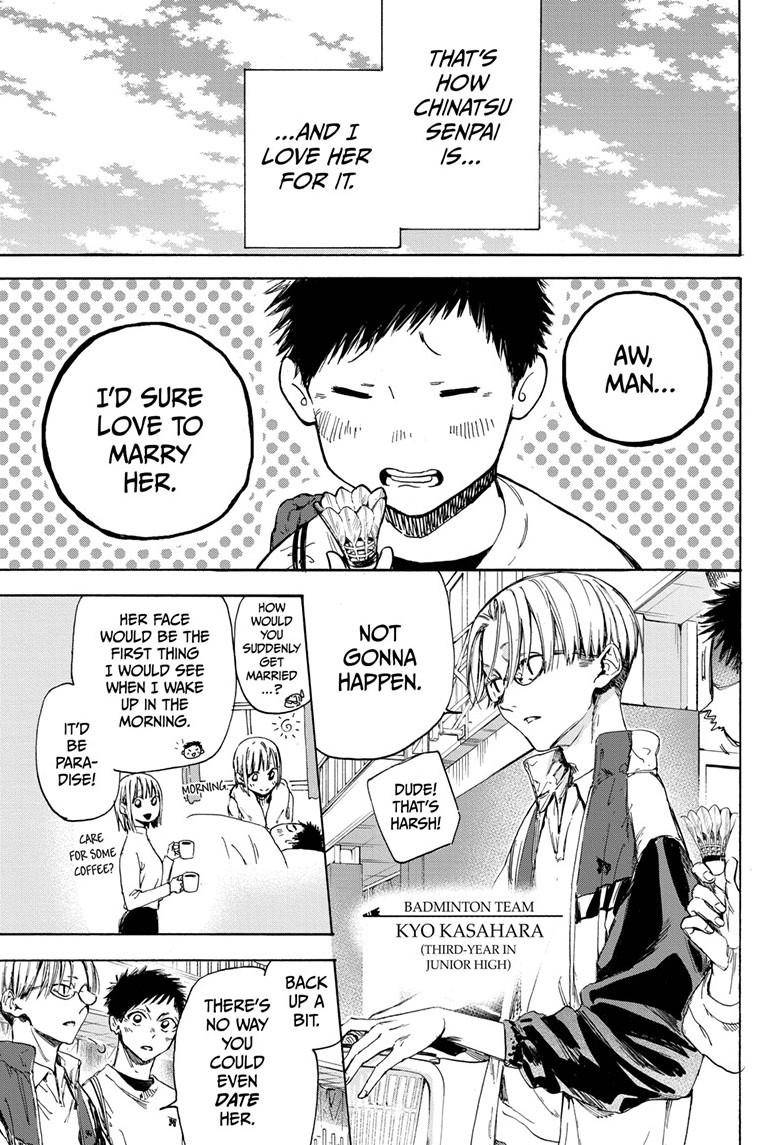 THAT'S
HOW
CHINATSU
SENPAI
IS...
...AND I
LOVE HER
FOR IT.
AW,
MAN...
I'D SURE
LOVE TO
MARRY
HER.
NOT
GONNA
HAPPEN.
DUDE!
THAT'S
HARSH!
BADMINTON TEAM
KYO KASAHARA
(THIRD-YEAR IN
JUNIOR HIGH)
HOW
WOULD
YOU
SUDDENLY
GET
MARRIED
...?
HER FACE
WOULD BE THE
FIRST THING
I WOULD SEE
WHEN I WAKE
UP IN THE
MORNING.
IT'D
BE
PARA-
DISE!
MORNING.
CARE
FOR SOME
COFFEE?
BACK
UP A
BIT.
THERE'S
NO WAY
YOU
COULD
EVEN
DATE
HER.